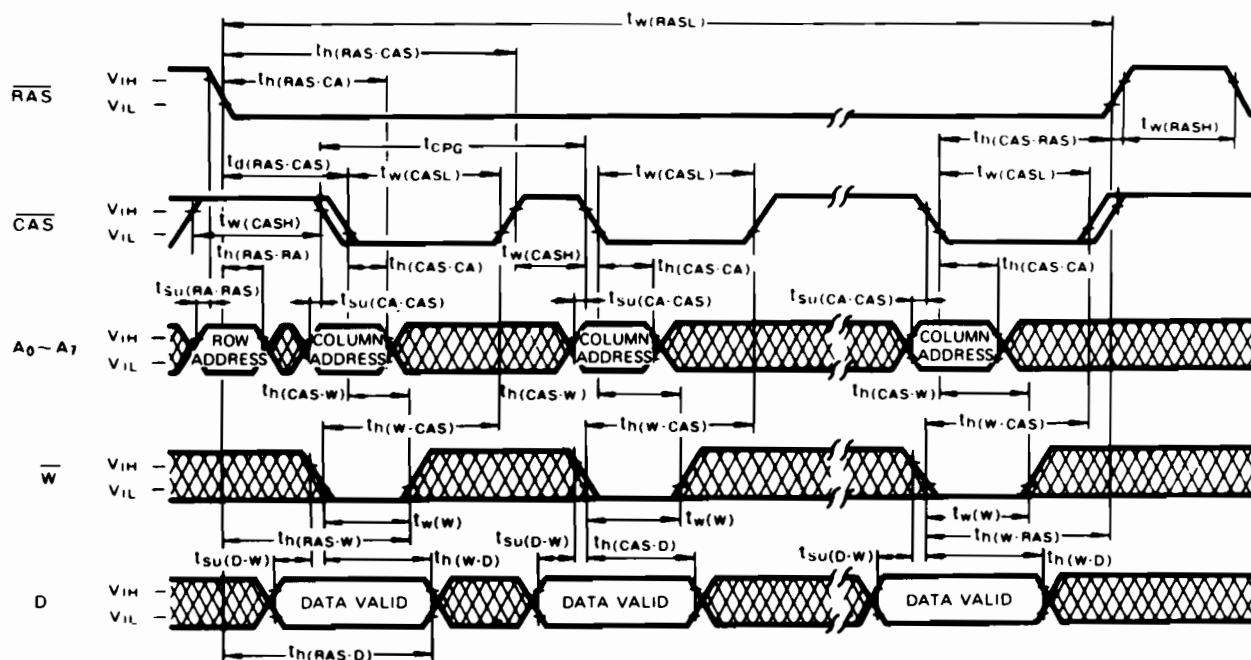 tw(RASL)
th(RAS-CAS)
VIH
th(RAS-CA)
RAS
VIL
tw(RASH)
tCPG
th(CAS-RAS)
td(RAS-CAS)
tw(CASL) tw(CASL) tw(CASL)
VIH
CAS
VIL
tw(CASH)
th(RAS-RA) tw(CASH)
th(CAS-CA) th(CAS-CA) th(CAS-CA)
tsu(RA-RAS) tsu(CA-CAS) tsu(CA-CAS) tsu(CA-CAS)
A0~A7
VIH
VIL
ROW ADDRESS
COLUMN ADDRESS
COLUMN ADDRESS
COLUMN ADDRESS
th(CAS-W) th(CAS-W) th(CAS-W)
th(W-CAS) th(W-CAS) th(W-CAS)
VIH
W
VIL
tw(W) tw(W) tw(W)
th(RAS-W) th(W-RAS)
tsu(D-W) th(W-D) tsu(D-W) th(CAS-D) tsu(D-W) th(W-D)
VIH
D
VIL
DATA VALID DATA VALID DATA VALID
th(RAS-D)